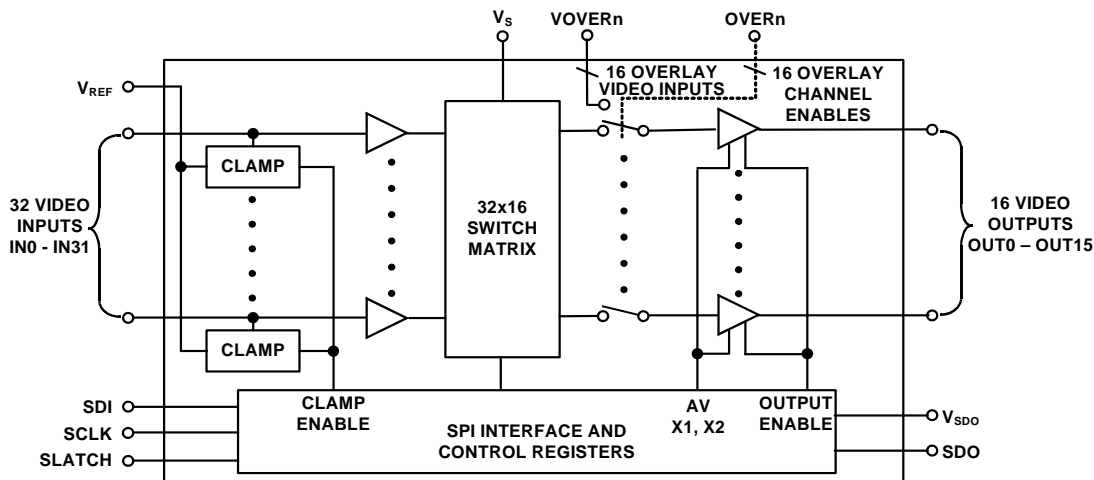 VS
VOVERn
OVERn
VREF
16 OVERLAY
VIDEO INPUTS
16 OVERLAY
CHANNEL
ENABLES
CLAMP
32 VIDEO
INPUTS
IN0 - IN31
32x16
SWITCH
MATRIX
16 VIDEO
OUTPUTS
OUT0 – OUT15
CLAMP
SDI
SCLK
SLATCH
CLAMP
ENABLE
SPI INTERFACE AND
CONTROL REGISTERS
AV
X1, X2
OUTPUT
ENABLE
VSDO
SDO